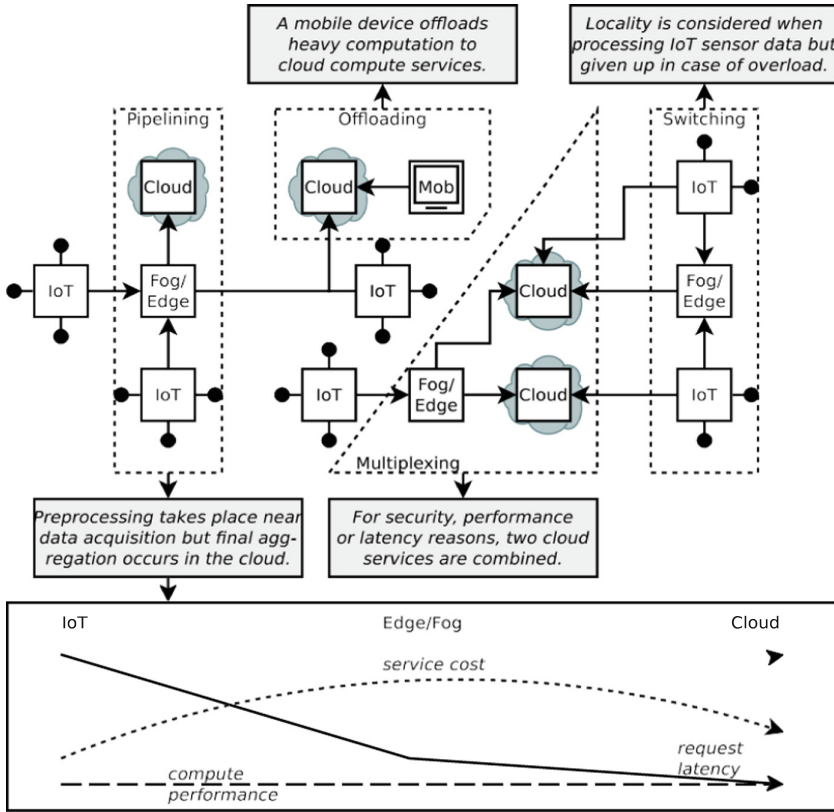 A mobile device offloads
heavy computation to
cloud compute services.
Locality is considered when
processing IoT sensor data but
given up in case of overload.
Pipelining
Offloading
Switching
Cloud
Cloud
Mob
IoT
IoT
Fog/
Edge
IoT
Cloud
Fog/
Edge
IoT
IoT
Fog/
Edge
Cloud
IoT
Multiplexing
Preprocessing takes place near
data acquisition but final agg-
regation occurs in the cloud.
For security, performance
or latency reasons, two cloud
services are combined.
IoT
Edge/Fog
Cloud
service cost
request
latency
compute
performance